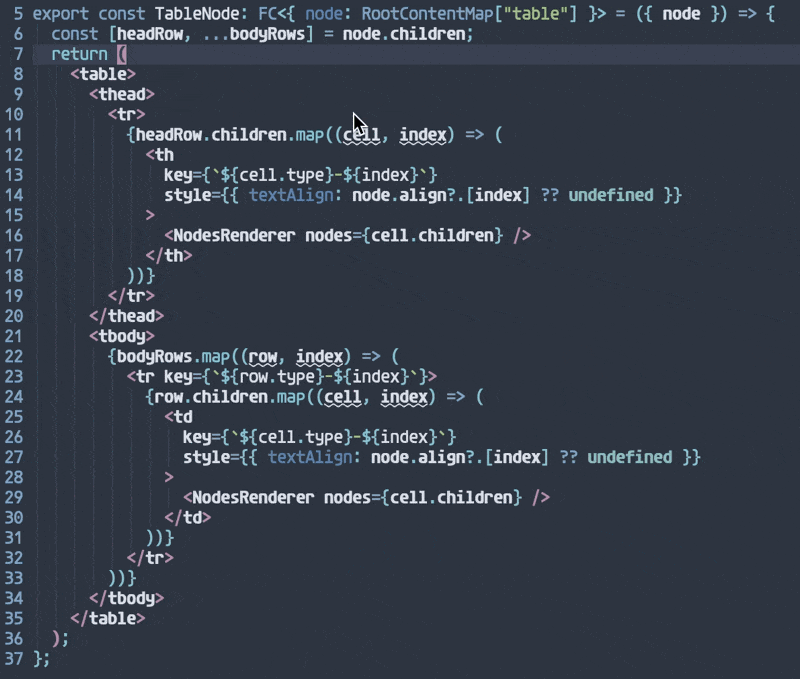 5 export const TableNode: FC<{ node: RootContentMap["table"] }> = ({ node }) => {
6   const [headRow, ...bodyRows] = node.children;
7   return (
8     <table>
9       <thead>
10         <tr>
11           {headRow.children.map((cell, index) => (
12             <th
13               key={`${cell.type}-${index}`}
14               style={{ textAlign: node.align?.[index] ?? undefined }}
15             >
16               <NodesRenderer nodes={cell.children} />
17             </th>
18           ))}
19         </tr>
20       </thead>
21       <tbody>
22         {bodyRows.map((row, index) => (
23           <tr key={`${row.type}-${index}`}>
24             {row.children.map((cell, index) => (
25               <td
26                 key={`${cell.type}-${index}`}
27                 style={{ textAlign: node.align?.[index] ?? undefined }}
28               >
29                 <NodesRenderer nodes={cell.children} />
30               </td>
31             ))}
32           </tr>
33         ))}
34       </tbody>
35     </table>
36   );
37 };